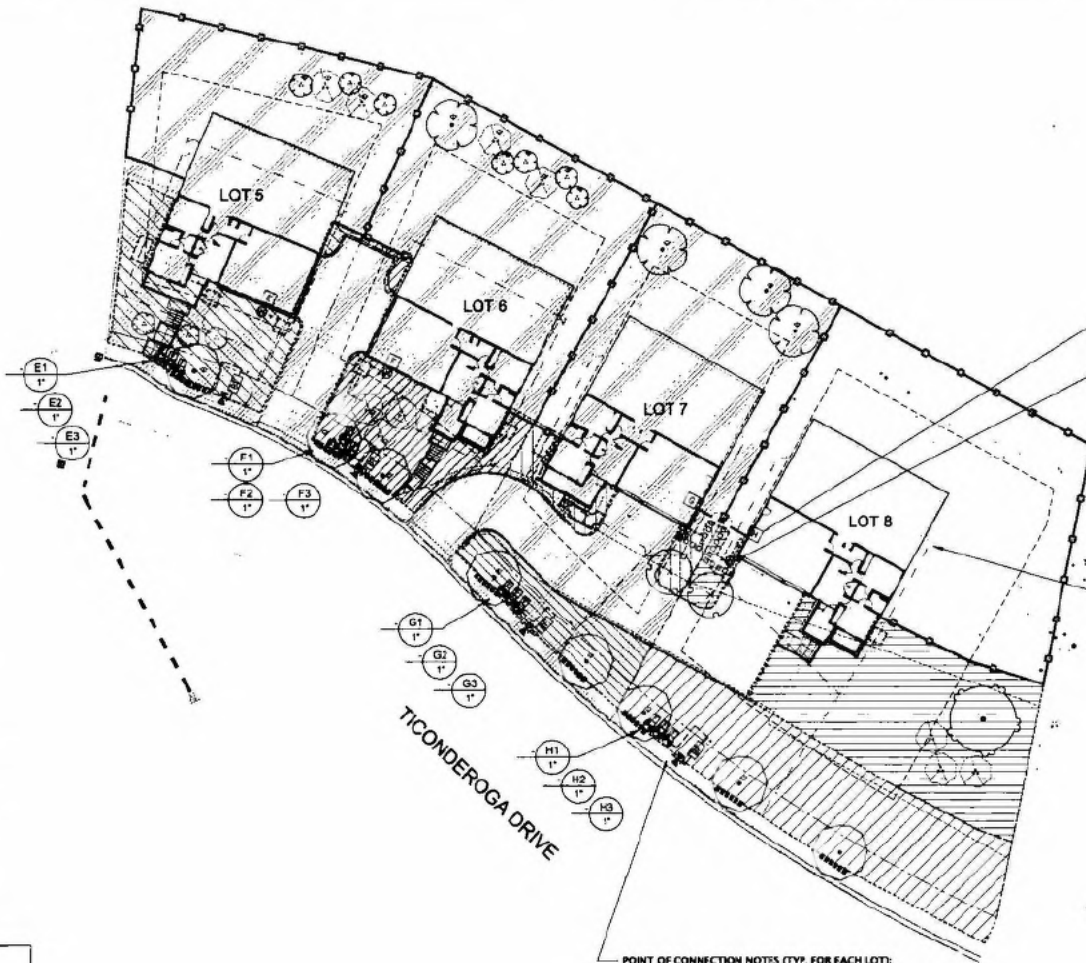 LOT 5
LOT 6
LOT 7
LOT 8
E1
1"
E2
1"
E3
1"
F1
1"
F2
1"
F3
1"
G1
1"
G2
1"
G3
1"
H1
1"
H2
1"
H3
1"
TICONDEROGA DRIVE
POINT OF CONNECTION NOTES (TYP. FOR EACH LOT):